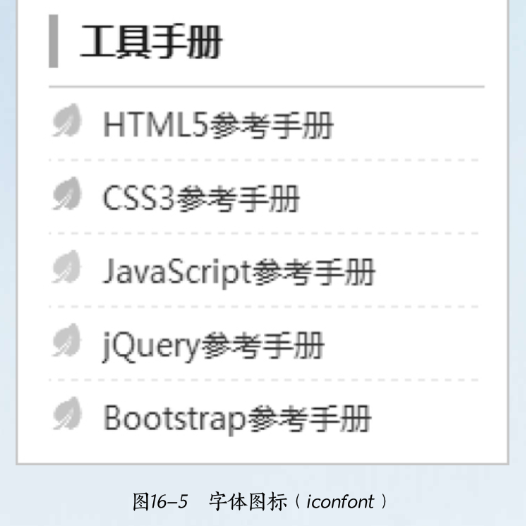 工具手册
HTML5参考手册
CSS3参考手册
JavaScript参考手册
jQuery参考手册
Bootstrap参考手册
图16–5 字体图标（iconfont）